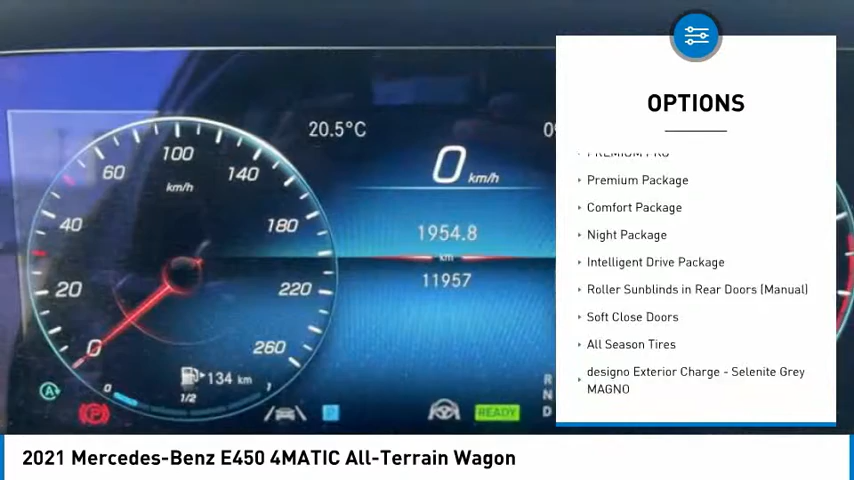 20.5°C
0 km/h
1954.8
km
11957
100
60
140
km/h
40
180
20
220
0
260
134 km
0
1/2
1
A
P
P
READY
R
N
D
OPTIONS
Premium Package
Comfort Package
Night Package
Intelligent Drive Package
Roller Sunblinds in Rear Doors (Manual)
Soft Close Doors
All Season Tires
designo Exterior Charge - Selenite Grey
MAGNO
2021 Mercedes-Benz E450 4MATIC All-Terrain Wagon